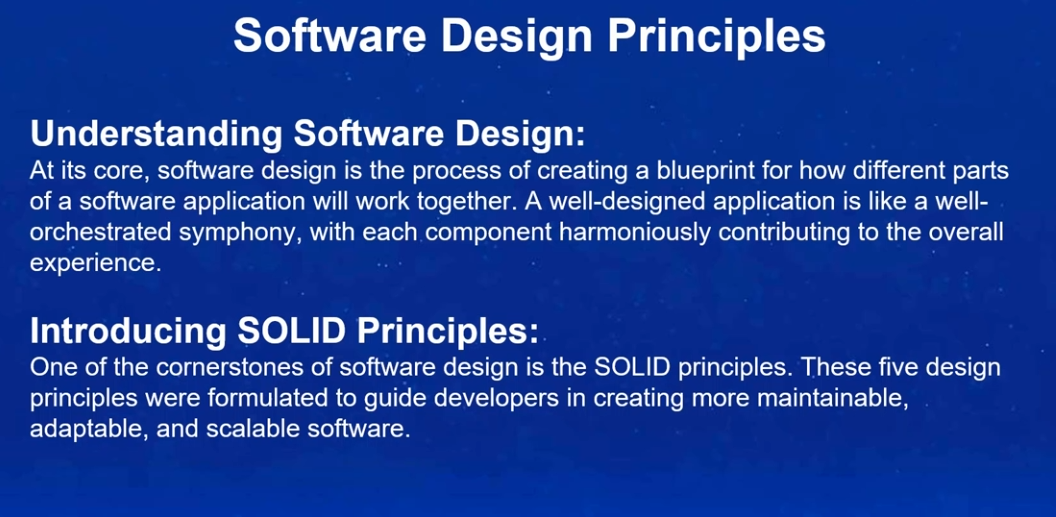 Software Design Principles
Understanding Software Design:
At its core, software design is the process of creating a blueprint for how different parts
of a software application will work together. A well-designed application is like a well-
orchestrated symphony, with each component harmoniously contributing to the overall
experience.
Introducing SOLID Principles:
One of the cornerstones of software design is the SOLID principles. These five design
principles were formulated to guide developers in creating more maintainable,
adaptable, and scalable software.